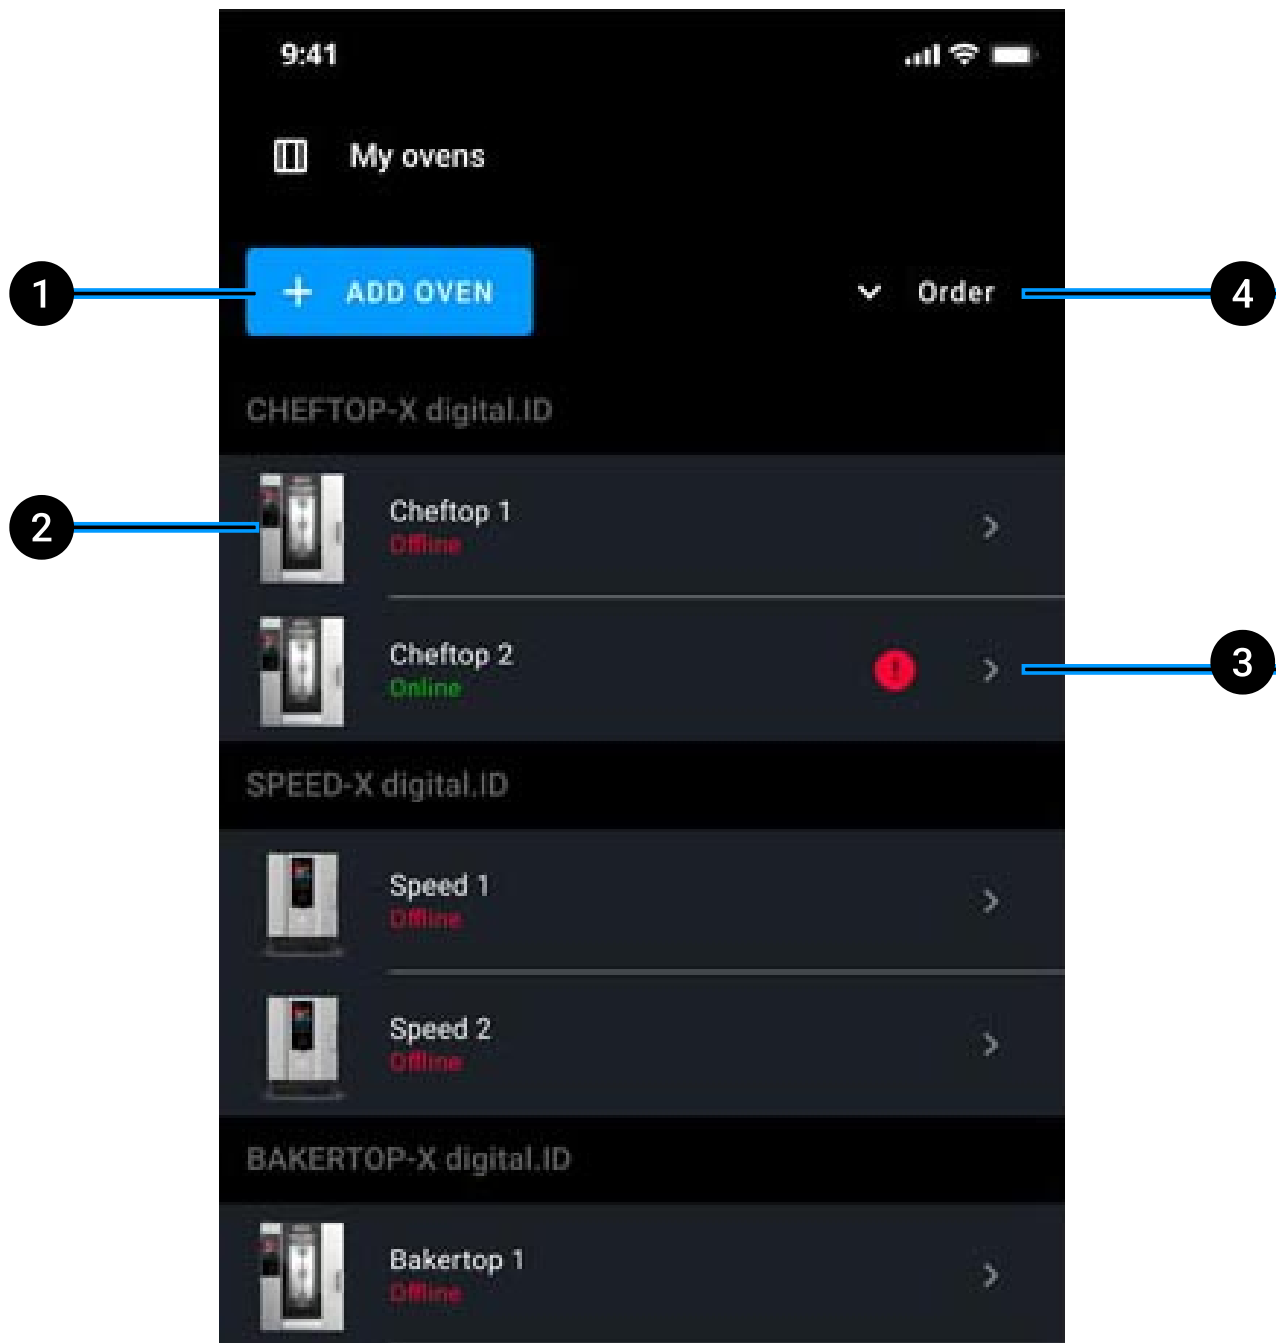 9:41
My ovens
1
+ ADD OVEN
Order
4
CHEFTOP-X digital.ID
2
Cheftop 1
Offline
Cheftop 2
Online
!
3
SPEED-X digital.ID
Speed 1
Offline
Speed 2
Offline
BAKERTOP-X digital.ID
Bakertop 1
Offline